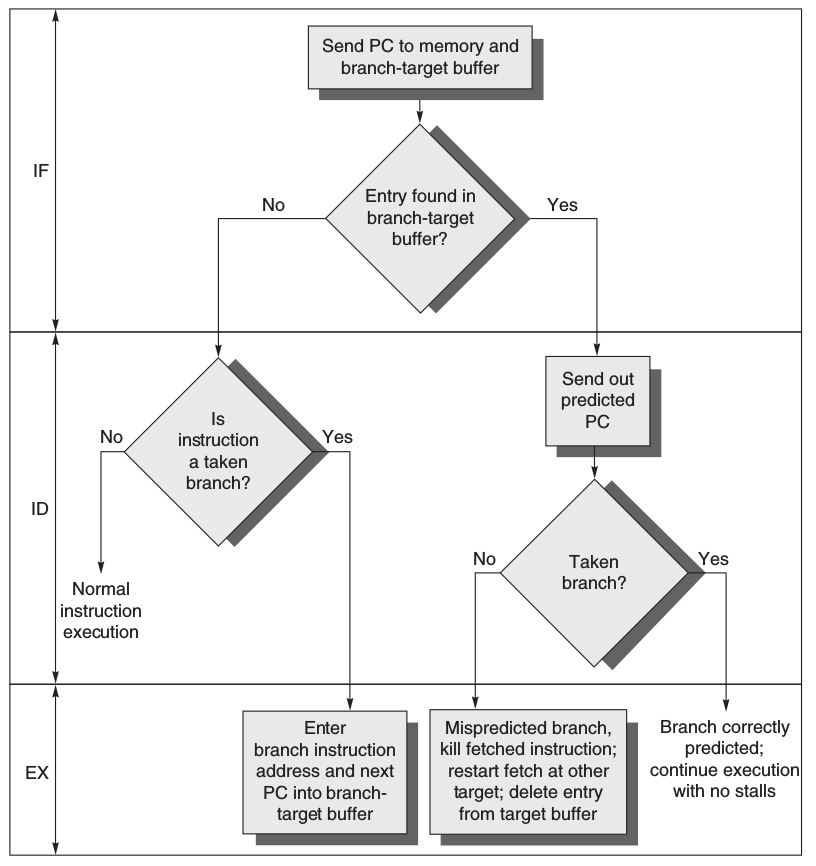 Send PC to memory and
branch-target buffer
IF
Entry found in
branch-target
buffer?
No
Yes
ID
Is
instruction
a taken
branch?
No
Yes
Normal
instruction
execution
Send out
predicted
PC
Taken
branch?
No
Yes
EX
Enter
branch instruction
address and next
PC into branch-
target buffer
Mispredicted branch,
kill fetched instruction;
restart fetch at other
target; delete entry
from target buffer
Branch correctly
predicted;
continue execution
with no stalls